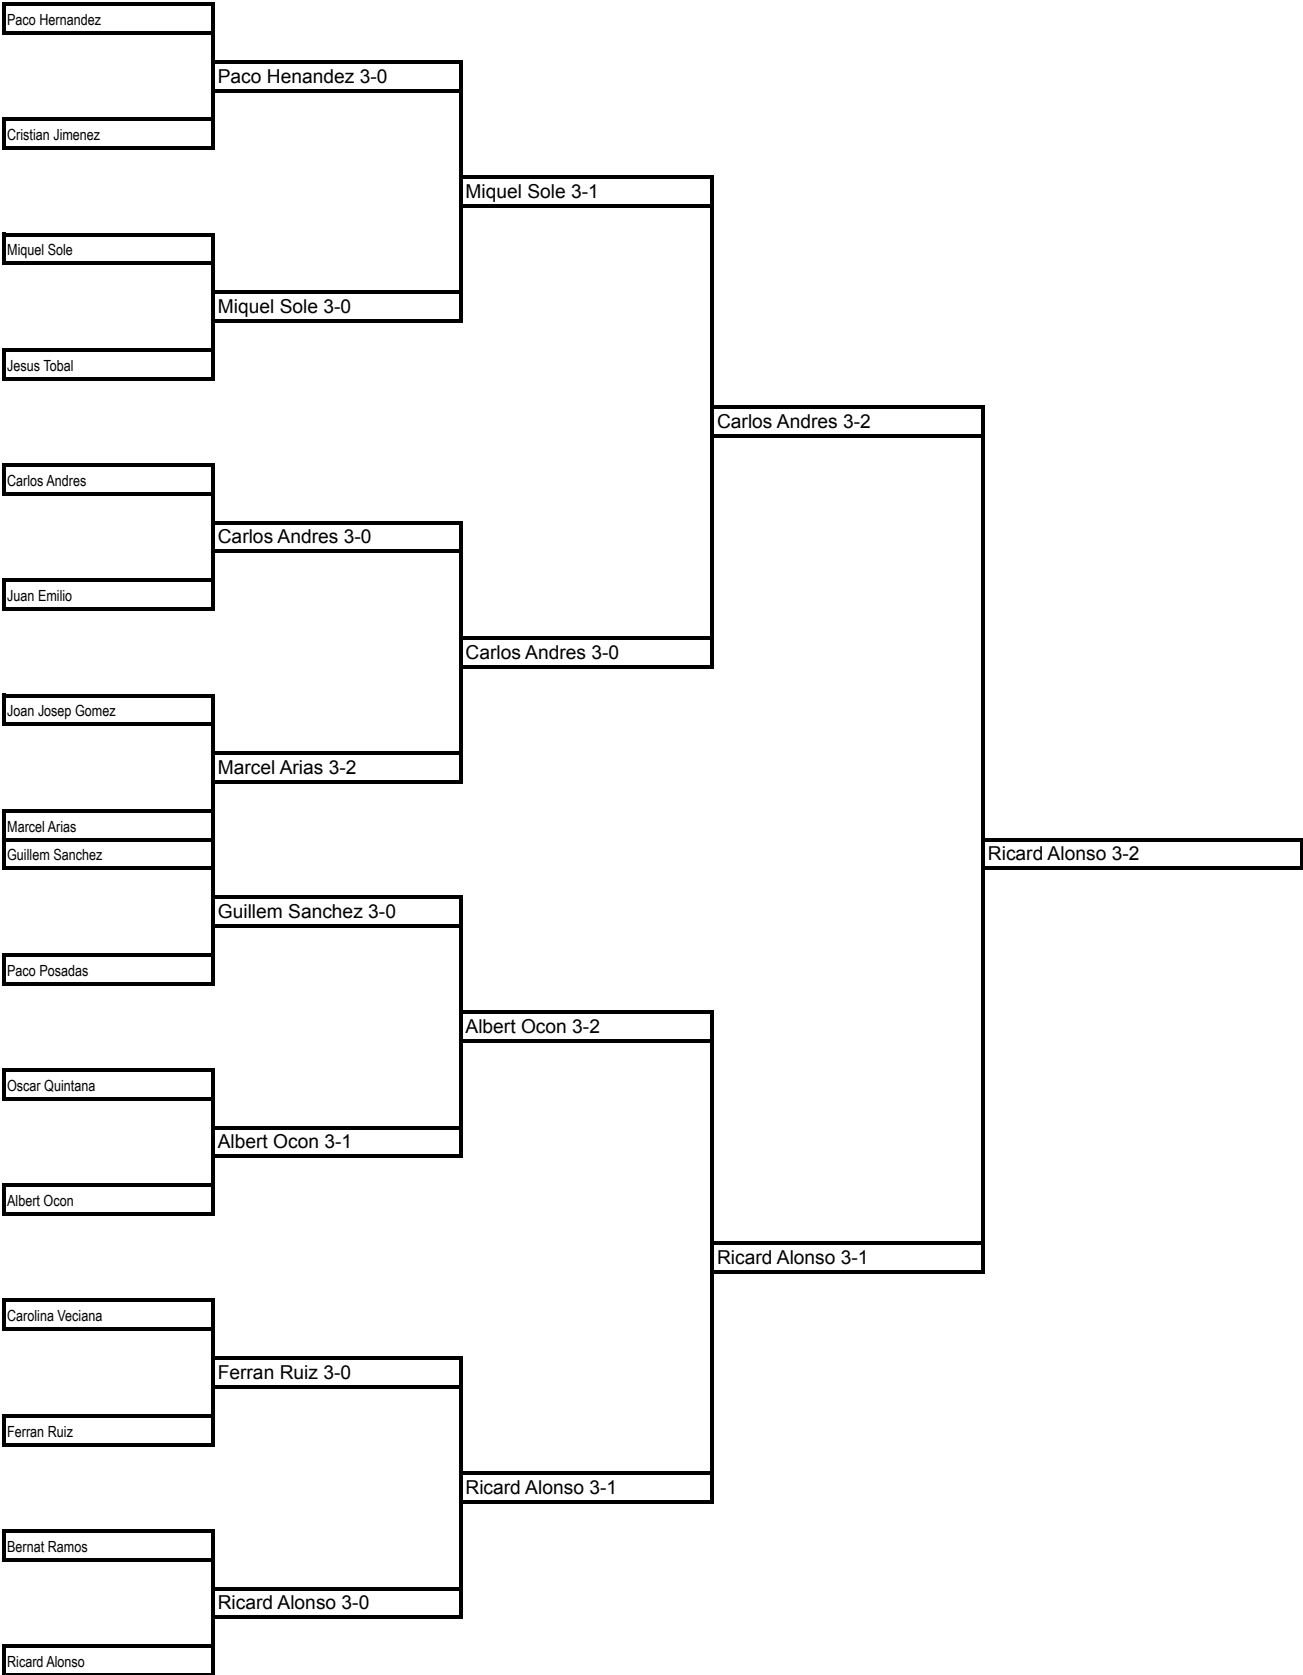 Paco Hernandez
Paco Henandez 3-0
Cristian Jimenez
Miquel Sole 3-1
Miquel Sole
Miquel Sole 3-0
Jesus Tobal
Carlos Andres 3-2
Carlos Andres
Carlos Andres 3-0
Juan Emilio
Carlos Andres 3-0
Joan Josep Gomez
Marcel Arias 3-2
Marcel Arias
Guillem Sanchez
Ricard Alonso 3-2
Guillem Sanchez 3-0
Paco Posadas
Albert Ocon 3-2
Oscar Quintana
Albert Ocon 3-1
Albert Ocon
Ricard Alonso 3-1
Carolina Veciana
Ferran Ruiz 3-0
Ferran Ruiz
Ricard Alonso 3-1
Bernat Ramos
Ricard Alonso 3-0
Ricard Alonso